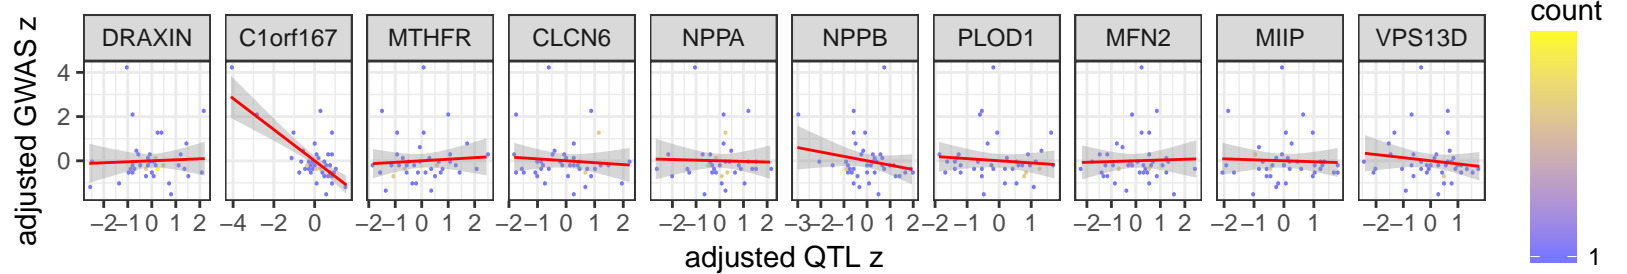 count
DRAXIN C1orf167 MTHFR CLCN6 NPPA NPPB PLOD1 MFN2 MIIP VPS13D
adjusted GWAS z
4
2
0
−2 −1 0 1 2 −4 −2 0 −2 −1 0 1 2 −2 −1 0 1 2 −2 −1 0 1 2 −3 −2 −1 0 1 2 −2 −1 0 1 −2 −1 0 1 2 −2 −1 0 1 −2 −1 0 1
adjusted QTL z
1